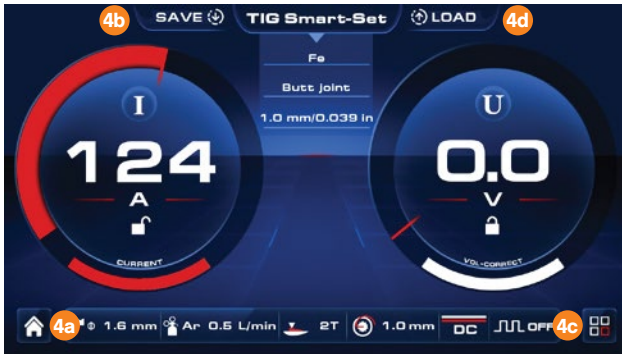 4b SAVE TIG Smart-Set LOAD 4d
Fe
Butt joint
1.0 mm/0.039 in
I
U
124
0.0
A
V
CURRENT
VOL-CORRECT
4a Φ 1.6 mm Ar 0.5 L/min 2T 1.0 mm DC OFF 4c